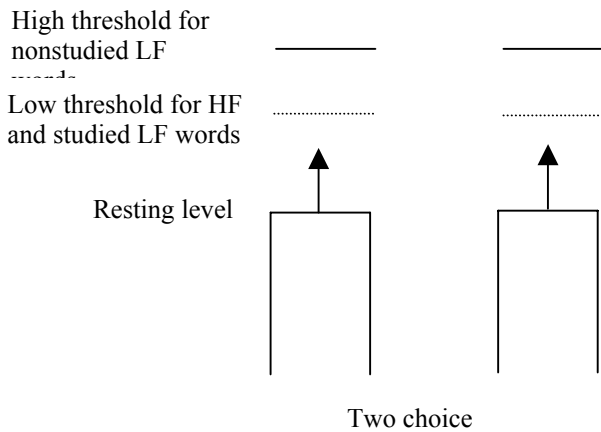 High threshold for
nonstudied LF
Low threshold for HF
and studied LF words
Resting level
Two choice